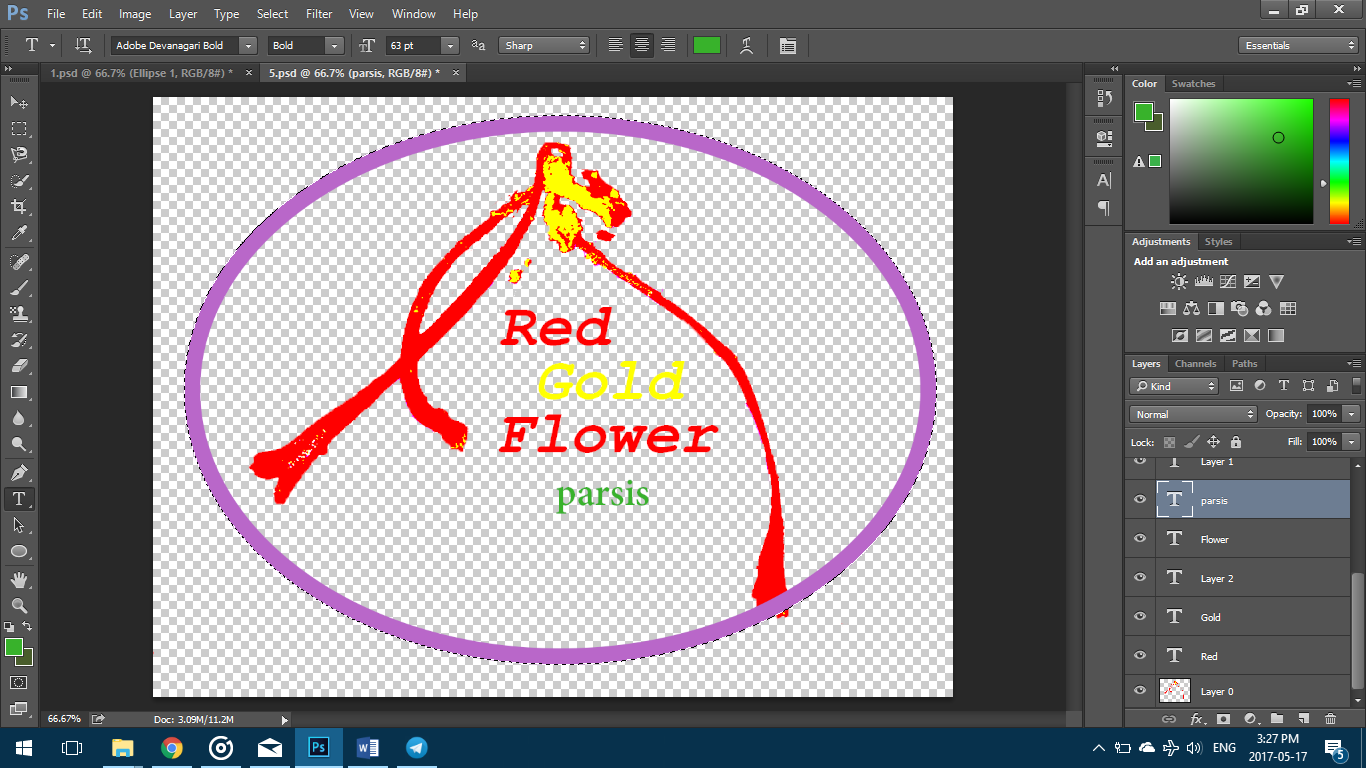 Ps File Edit Image Layer Type Select Filter View Window Help
T Adobe Devanagari Bold Bold 63 pt aa Sharp Essentials
1.psd @ 66.7% (Ellipse 1, RGB/8#) * × 5.psd @ 66.7% (parsis, RGB/8#) * ×
Red
Gold
Flower
parsis
66.67% Doc: 3.09M/11.2M
Color Swatches
Adjustments Styles
Add an adjustment
Layers Channels Paths
Kind
Normal Opacity: 100%
Lock: Fill: 100%
Layer 1
parsis
Flower
Layer 2
Gold
Red
Layer 0
fx
Ps W ENG 3:27 PM
2017-05-17 5